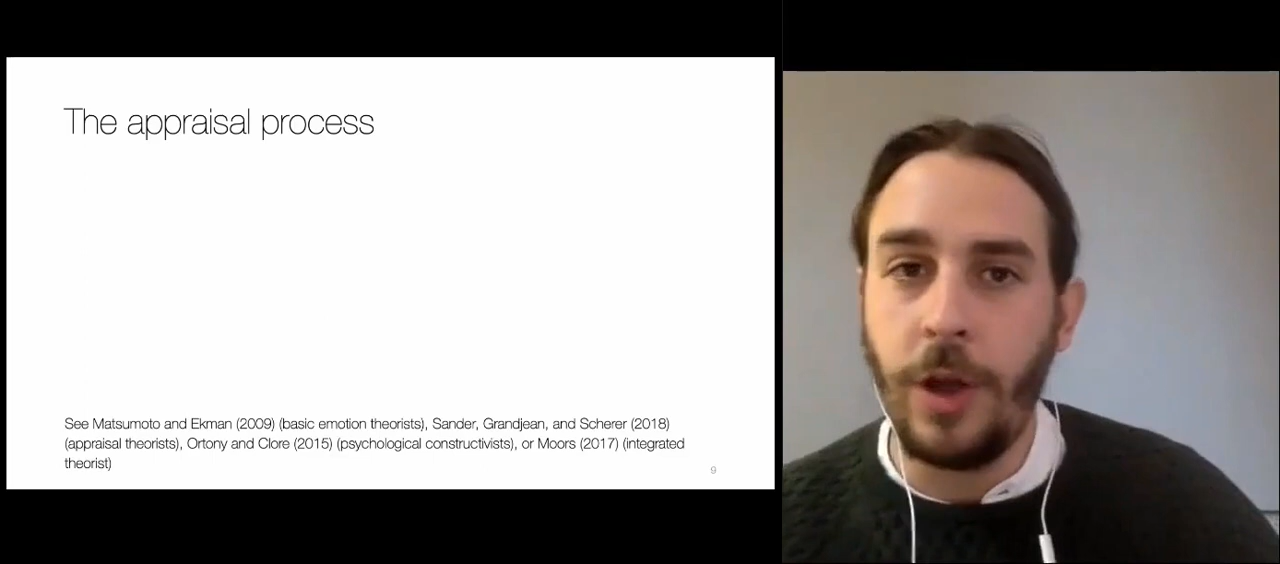 The appraisal process
See Matsumoto and Ekman (2009) (basic emotion theorists), Sander, Grandjean, and Scherer (2018)
(appraisal theorists), Ortony and Clore (2015) (psychological constructivists), or Moors (2017) (integrated
theorist)
9